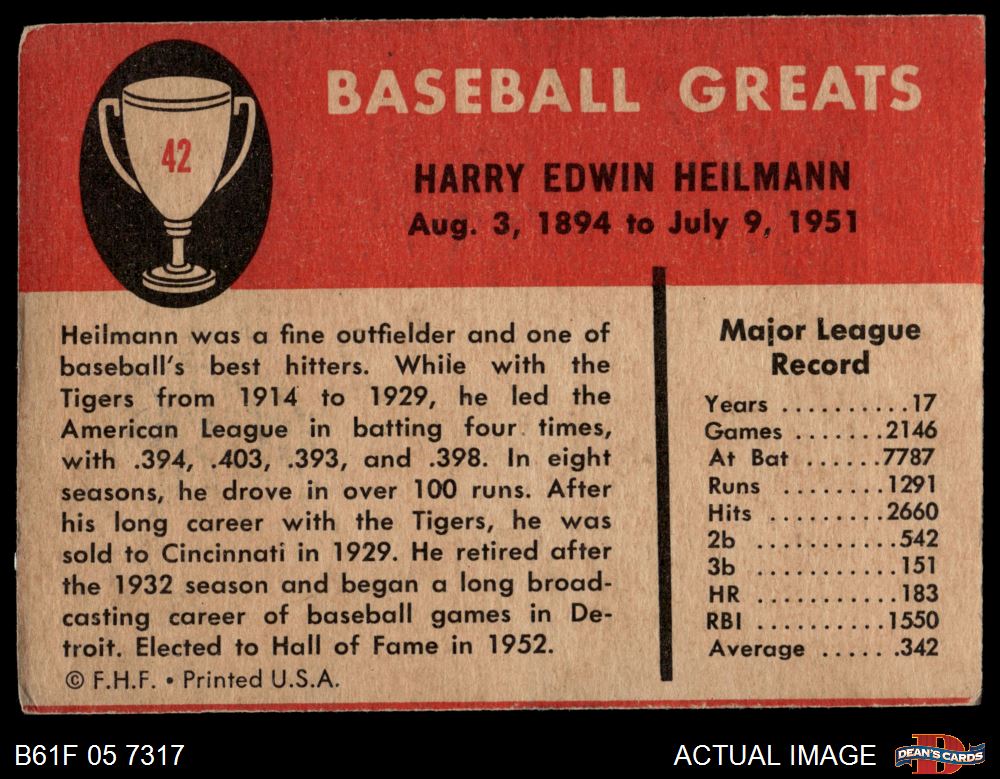 42
BASEBALL GREATS
HARRY EDWIN HEILMANN
Aug. 3, 1894 to July 9, 1951
Heilmann was a fine outfielder and one of
baseball's best hitters. While with the
Tigers from 1914 to 1929, he led the
American League in batting four times,
with .394, .403, .393, and .398. In eight
seasons, he drove in over 100 runs. After
his long career with the Tigers, he was
sold to Cincinnati in 1929. He retired after
the 1932 season and began a long broad-
casting career of baseball games in De-
troit. Elected to Hall of Fame in 1952.
© F.H.F. • Printed U.S.A.
Major League
Record
Years ..........17
Games .......2146
At Bat ......7787
Runs ........1291
Hits .........2660
2b ..........542
3b ..........151
HR ..........183
RBI .........1550
Average ......342
B61F 05 7317
ACTUAL IMAGE
D
DEAN'S CARDS